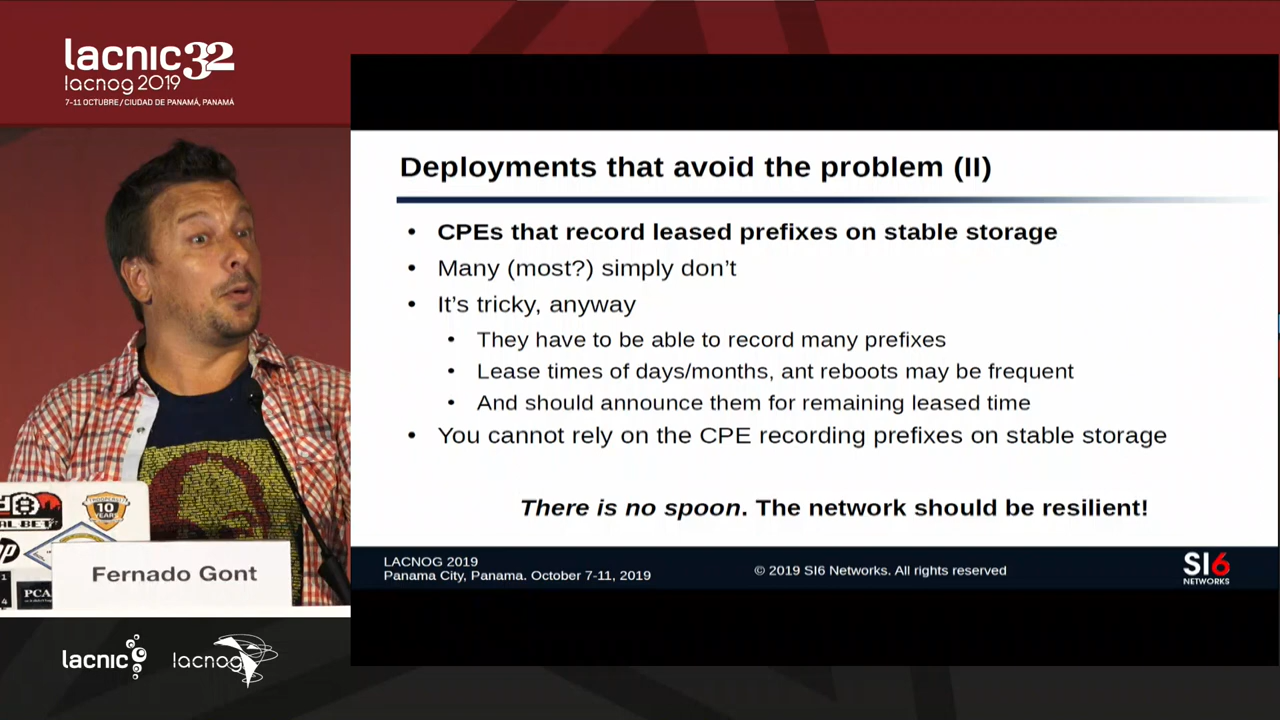 lacnic32
lacnog 2019
7-11 OCTUBRE / CIUDAD DE PANAMÁ, PANAMÁ
Deployments that avoid the problem (II)
• CPEs that record leased prefixes on stable storage
• Many (most?) simply don't
• It's tricky, anyway
• They have to be able to record many prefixes
• Lease times of days/months, ant reboots may be frequent
• And should announce them for remaining leased time
• You cannot rely on the CPE recording prefixes on stable storage
There is no spoon. The network should be resilient!
LACNOG 2019
Panama City, Panama. October 7-11, 2019
© 2019 SI6 Networks. All rights reserved
SI6
NETWORKS
10
YEARS
PCA
Fernado Gont
lacnic
lacnog